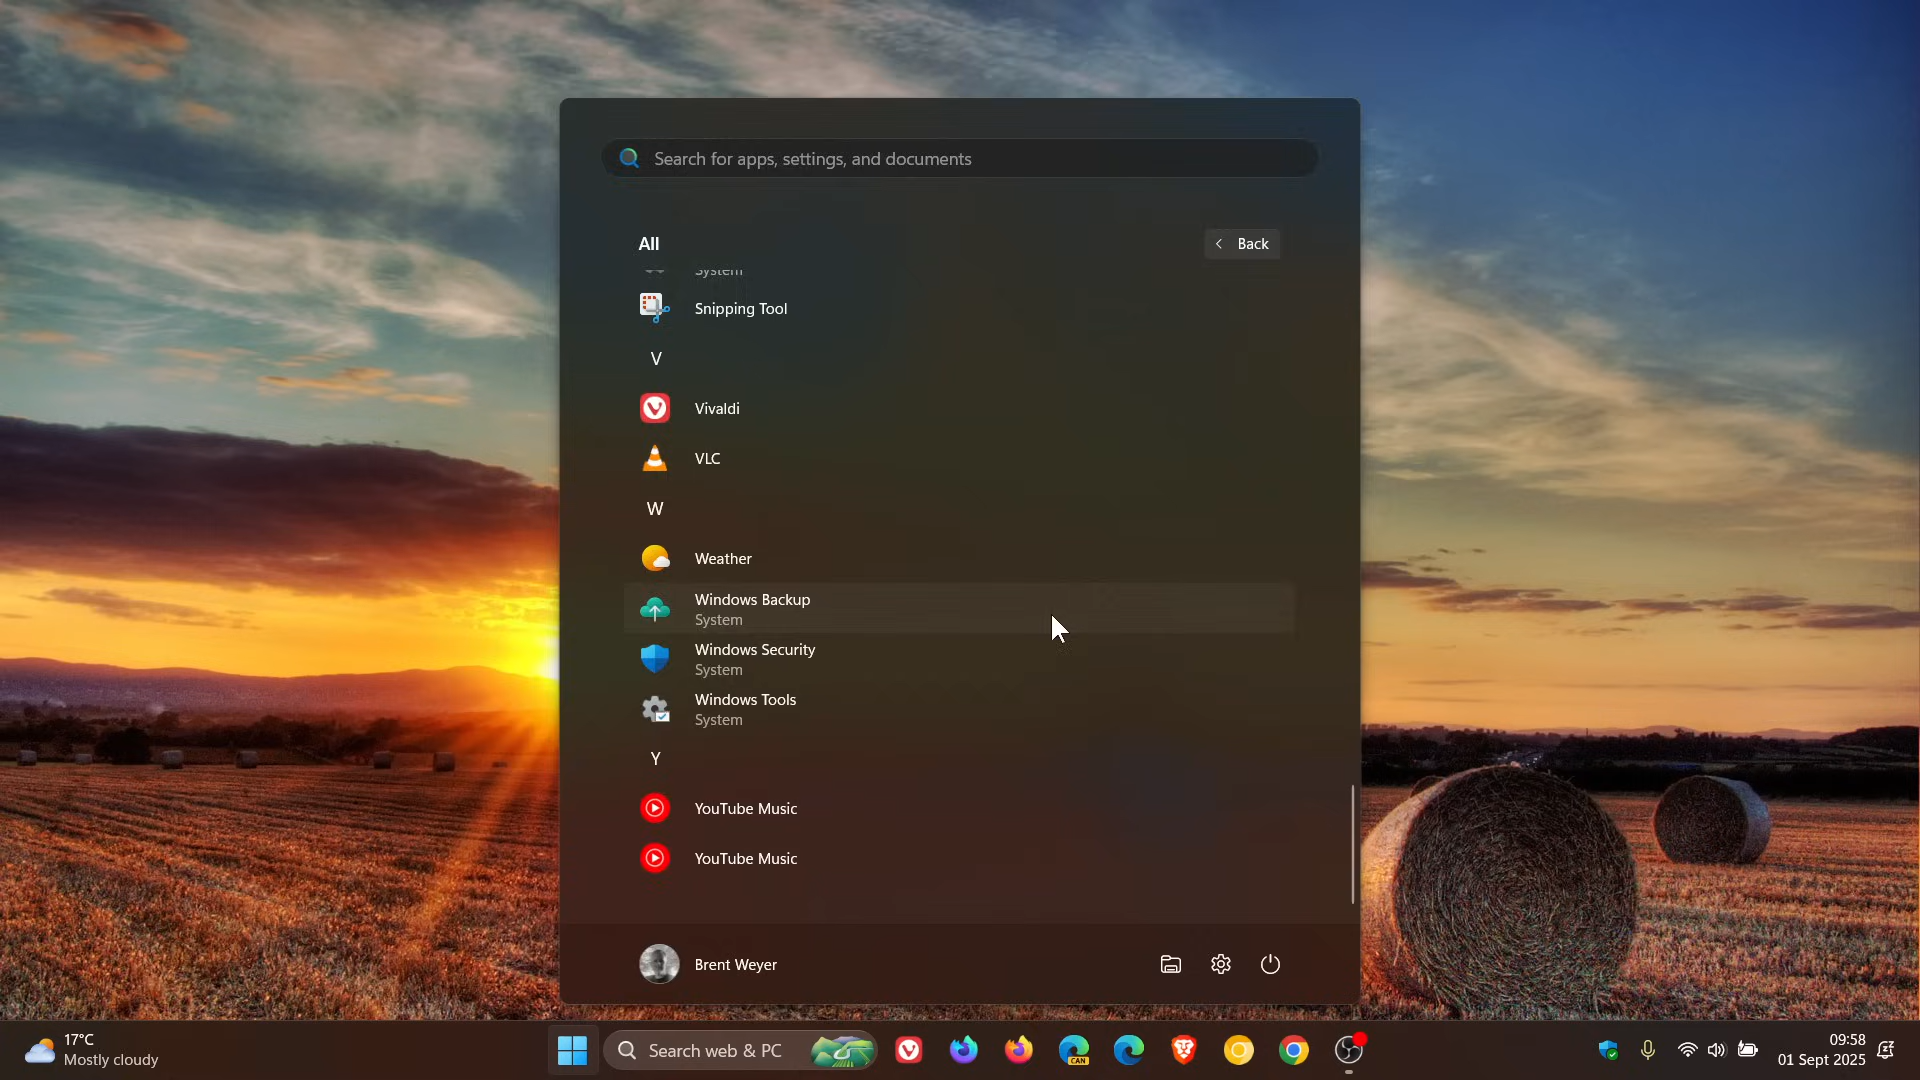 Search for apps, settings, and documents
All
Back
System
Snipping Tool
V
Vivaldi
VLC
W
Weather
Windows Backup
System
Windows Security
System
Windows Tools
System
Y
YouTube Music
YouTube Music
Brent Weyer
17°C
Mostly cloudy
Search web & PC
CAN
09:58
01 Sept 2025